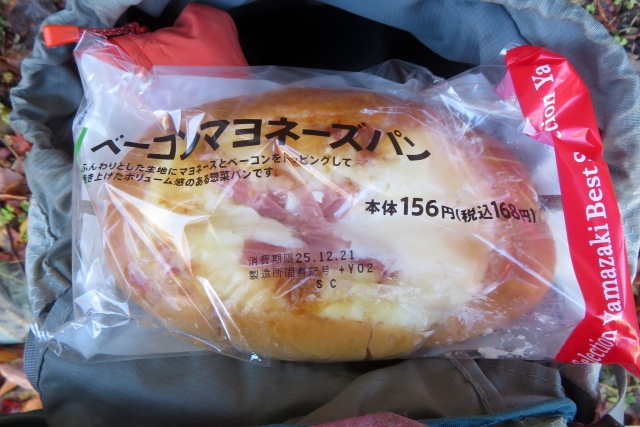 ベーコンマヨネーズパン
ふんわりとした生地にマヨネーズとベーコンをトッピングして
焼き上げたボリューム感のある惣菜パンです。
本体156円(税込168円)
消費期限25.12.21
製造所固有記号 +Y02
SC
Selection Yamazaki Best S
ction Ya